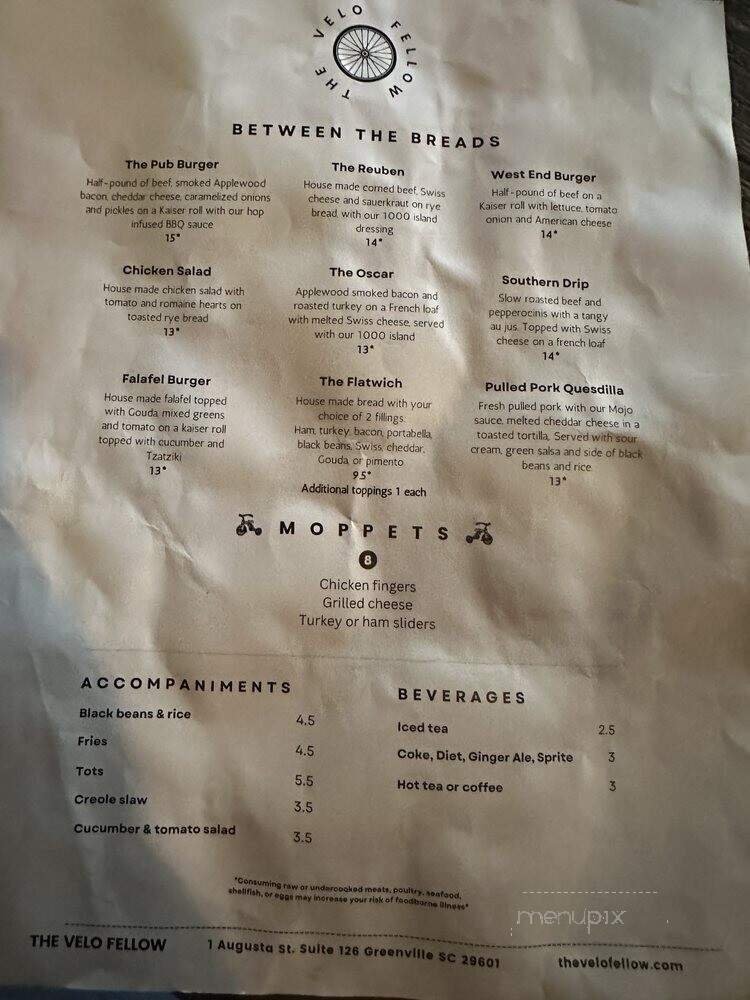 THE VELO FELLOW
BETWEEN THE BREADS
The Pub Burger
Half-pound of beef, smoked Applewood
bacon, cheddar cheese, caramelized onions
and pickles on a Kaiser roll with our hop
infused BBQ sauce
15*
The Reuben
House made corned beef, Swiss
cheese and sauerkraut on rye
bread, with our 1000 island
dressing
14*
West End Burger
Half-pound of beef on a
Kaiser roll with lettuce, tomato
onion and American cheese
14*
Chicken Salad
House made chicken salad with
tomato and romaine hearts on
toasted rye bread
13*
The Oscar
Applewood smoked bacon and
roasted turkey on a French loaf
with melted Swiss cheese, served
with our 1000 island
13*
Southern Drip
Slow roasted beef and
pepperocinis with a tangy
au jus. Topped with Swiss
cheese on a french loaf
14*
Falafel Burger
House made falafel topped
with Gouda, mixed greens
and tomato on a kaiser roll
topped with cucumber and
Tzatziki
13*
The Flatwich
House made bread with your
choice of 2 fillings.
Ham, turkey, bacon, portabella,
black beans, Swiss, cheddar,
Gouda, or pimento
9.5*
Additional toppings 1 each
Pulled Pork Quesdilla
Fresh pulled pork with our Mojo
sauce, melted cheddar cheese in a
toasted tortilla. Served with sour
cream, green salsa and side of black
beans and rice
13*
MOPPETS
8
Chicken fingers
Grilled cheese
Turkey or ham sliders
ACCOMPANIMENTS
Black beans & rice 4.5
Fries 4.5
Tots 5.5
Creole slaw 3.5
Cucumber & tomato salad 3.5
BEVERAGES
Iced tea 2.5
Coke, Diet, Ginger Ale, Sprite 3
Hot tea or coffee 3
*Consuming raw or undercooked meats, poultry, seafood,
shellfish, or eggs may increase your risk of foodborne illness*
menupix
THE VELO FELLOW 1 Augusta St. Suite 126 Greenville SC 29601 thevelofellow.com